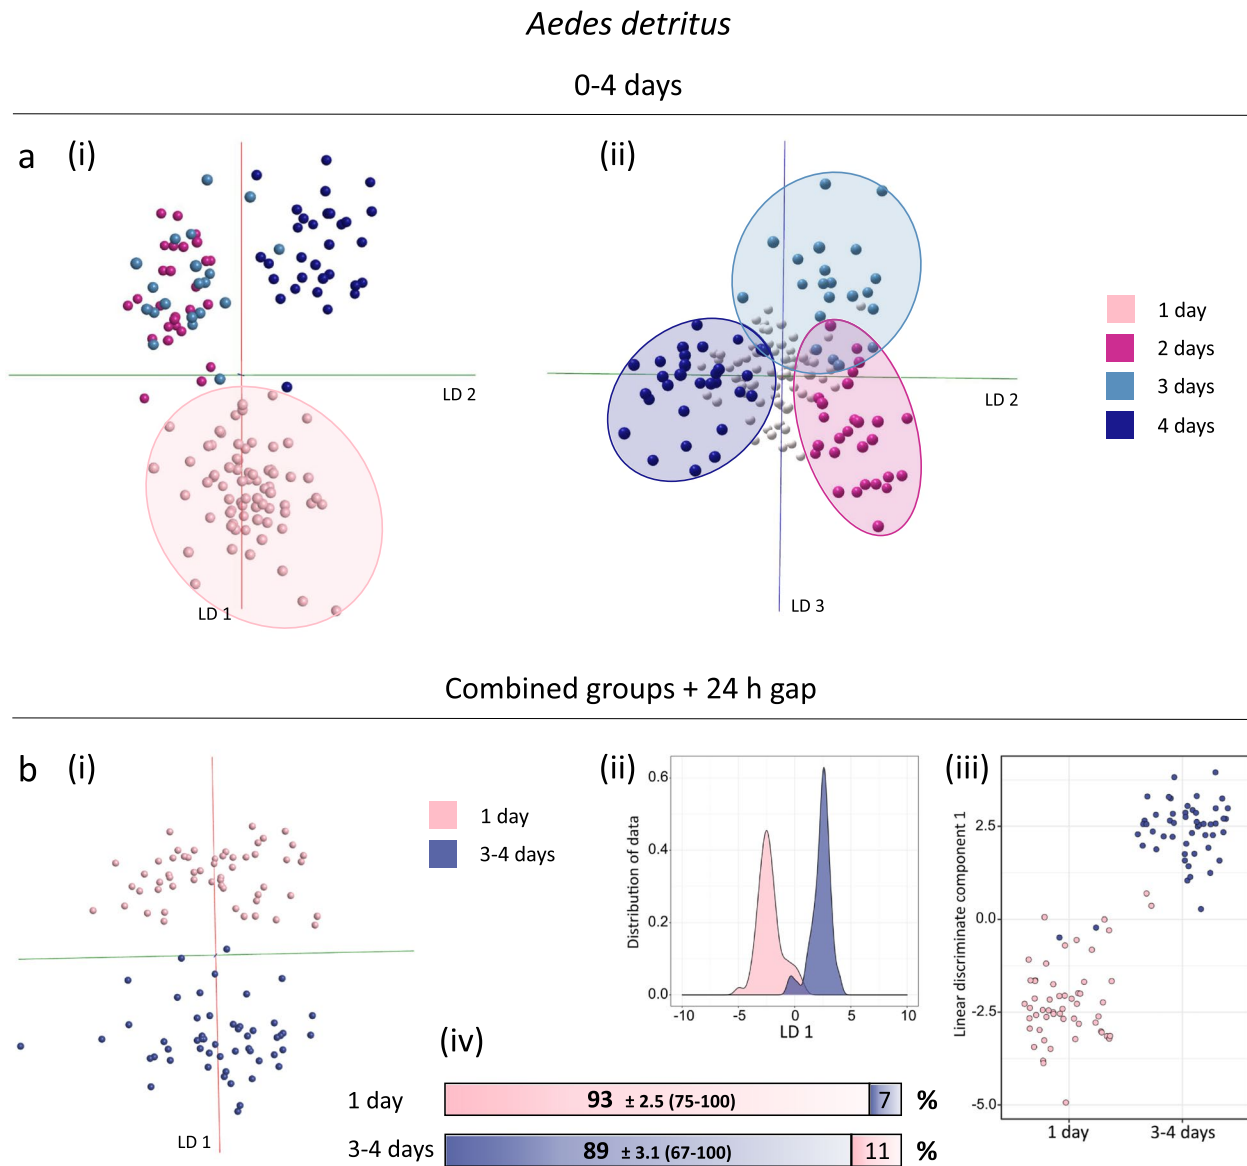 Aedes detritus
0-4 days
a (i)
(ii)
LD 2
LD 1
LD 2
LD 3
1 day
2 days
3 days
4 days
Combined groups + 24 h gap
b (i)
1 day
3-4 days
(ii)
Distribution of data
0.6
0.4
0.2
0.0
-10 -5 0 5 10
LD 1
(iii)
Linear discriminate component 1
2.5
0.0
-2.5
-5.0
1 day 3-4 days
LD 1
(iv)
1 day 93 ± 2.5 (75-100) 7 %
3-4 days 89 ± 3.1 (67-100) 11 %